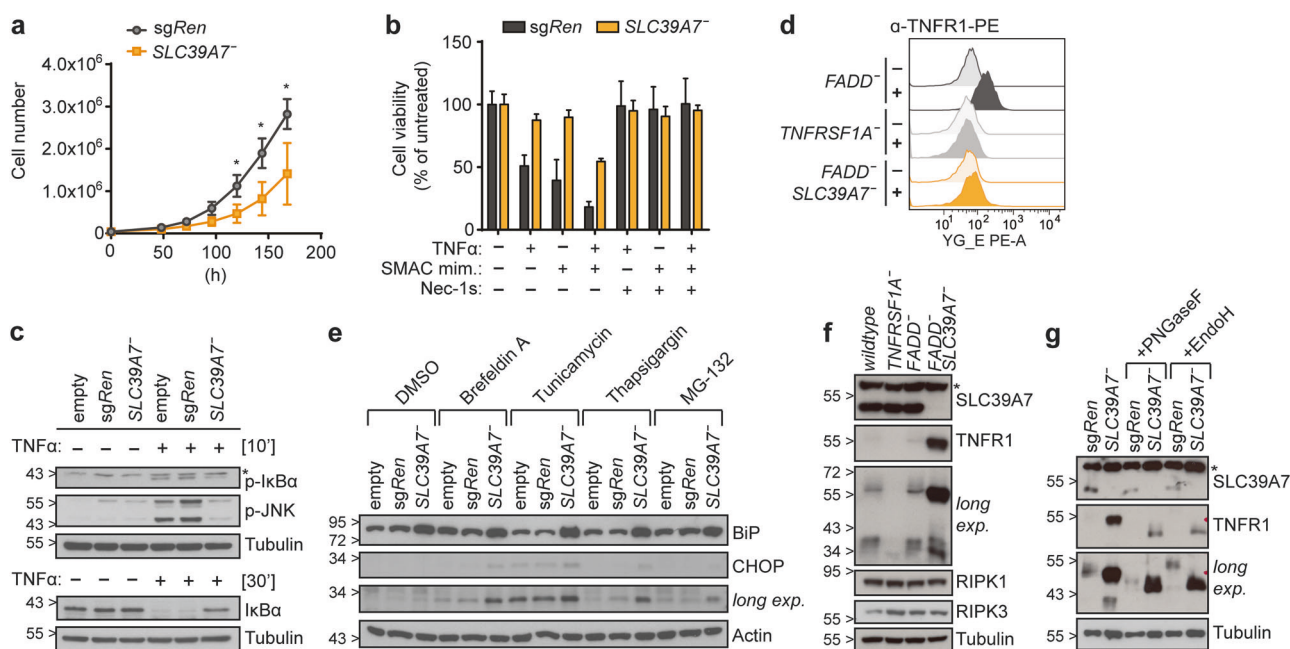 a
sgRen
SLC39A7⁻
Cell number
4.0x10⁶
3.0x10⁶
2.0x10⁶
1.0x10⁶
0
* * *
0 50 100 150 200
(h)
b
sgRen SLC39A7⁻
Cell viability
(% of untreated)
150
100
50
0
TNFα: – + – + + – +
SMAC mim.: – – + + – + +
Nec-1s: – – – – + + +
d
α-TNFR1-PE
FADD⁻ – +
TNFRSF1A⁻ – +
FADD⁻
SLC39A7⁻ – +
10¹ 10² 10³ 10⁴
YG_E PE-A
c
empty sgRen SLC39A7⁻ empty sgRen SLC39A7⁻
TNFα: – – – + + + [10']
43 > * p-IκBα
55 > p-JNK
43 >
55 > Tubulin
TNFα: – – – + + + [30']
43 > IκBα
55 > Tubulin
e
DMSO Brefeldin A Tunicamycin Thapsigargin MG-132
empty sgRen SLC39A7⁻ empty sgRen SLC39A7⁻ empty sgRen SLC39A7⁻ empty sgRen SLC39A7⁻ empty sgRen SLC39A7⁻
95 > BiP
72 >
34 > CHOP
34 > long exp.
43 > Actin
f
wildtype TNFRSF1A⁻ FADD⁻ FADD⁻ SLC39A7⁻
55 > * SLC39A7
55 > TNFR1
72 >
55 > long
43 > exp.
34 >
95 > RIPK1
55 > RIPK3
55 > Tubulin
g
+PNGaseF +EndoH
sgRen SLC39A7⁻ sgRen SLC39A7⁻ sgRen SLC39A7⁻
55 > * SLC39A7
55 > TNFR1
55 > long
43 > exp.
55 > Tubulin